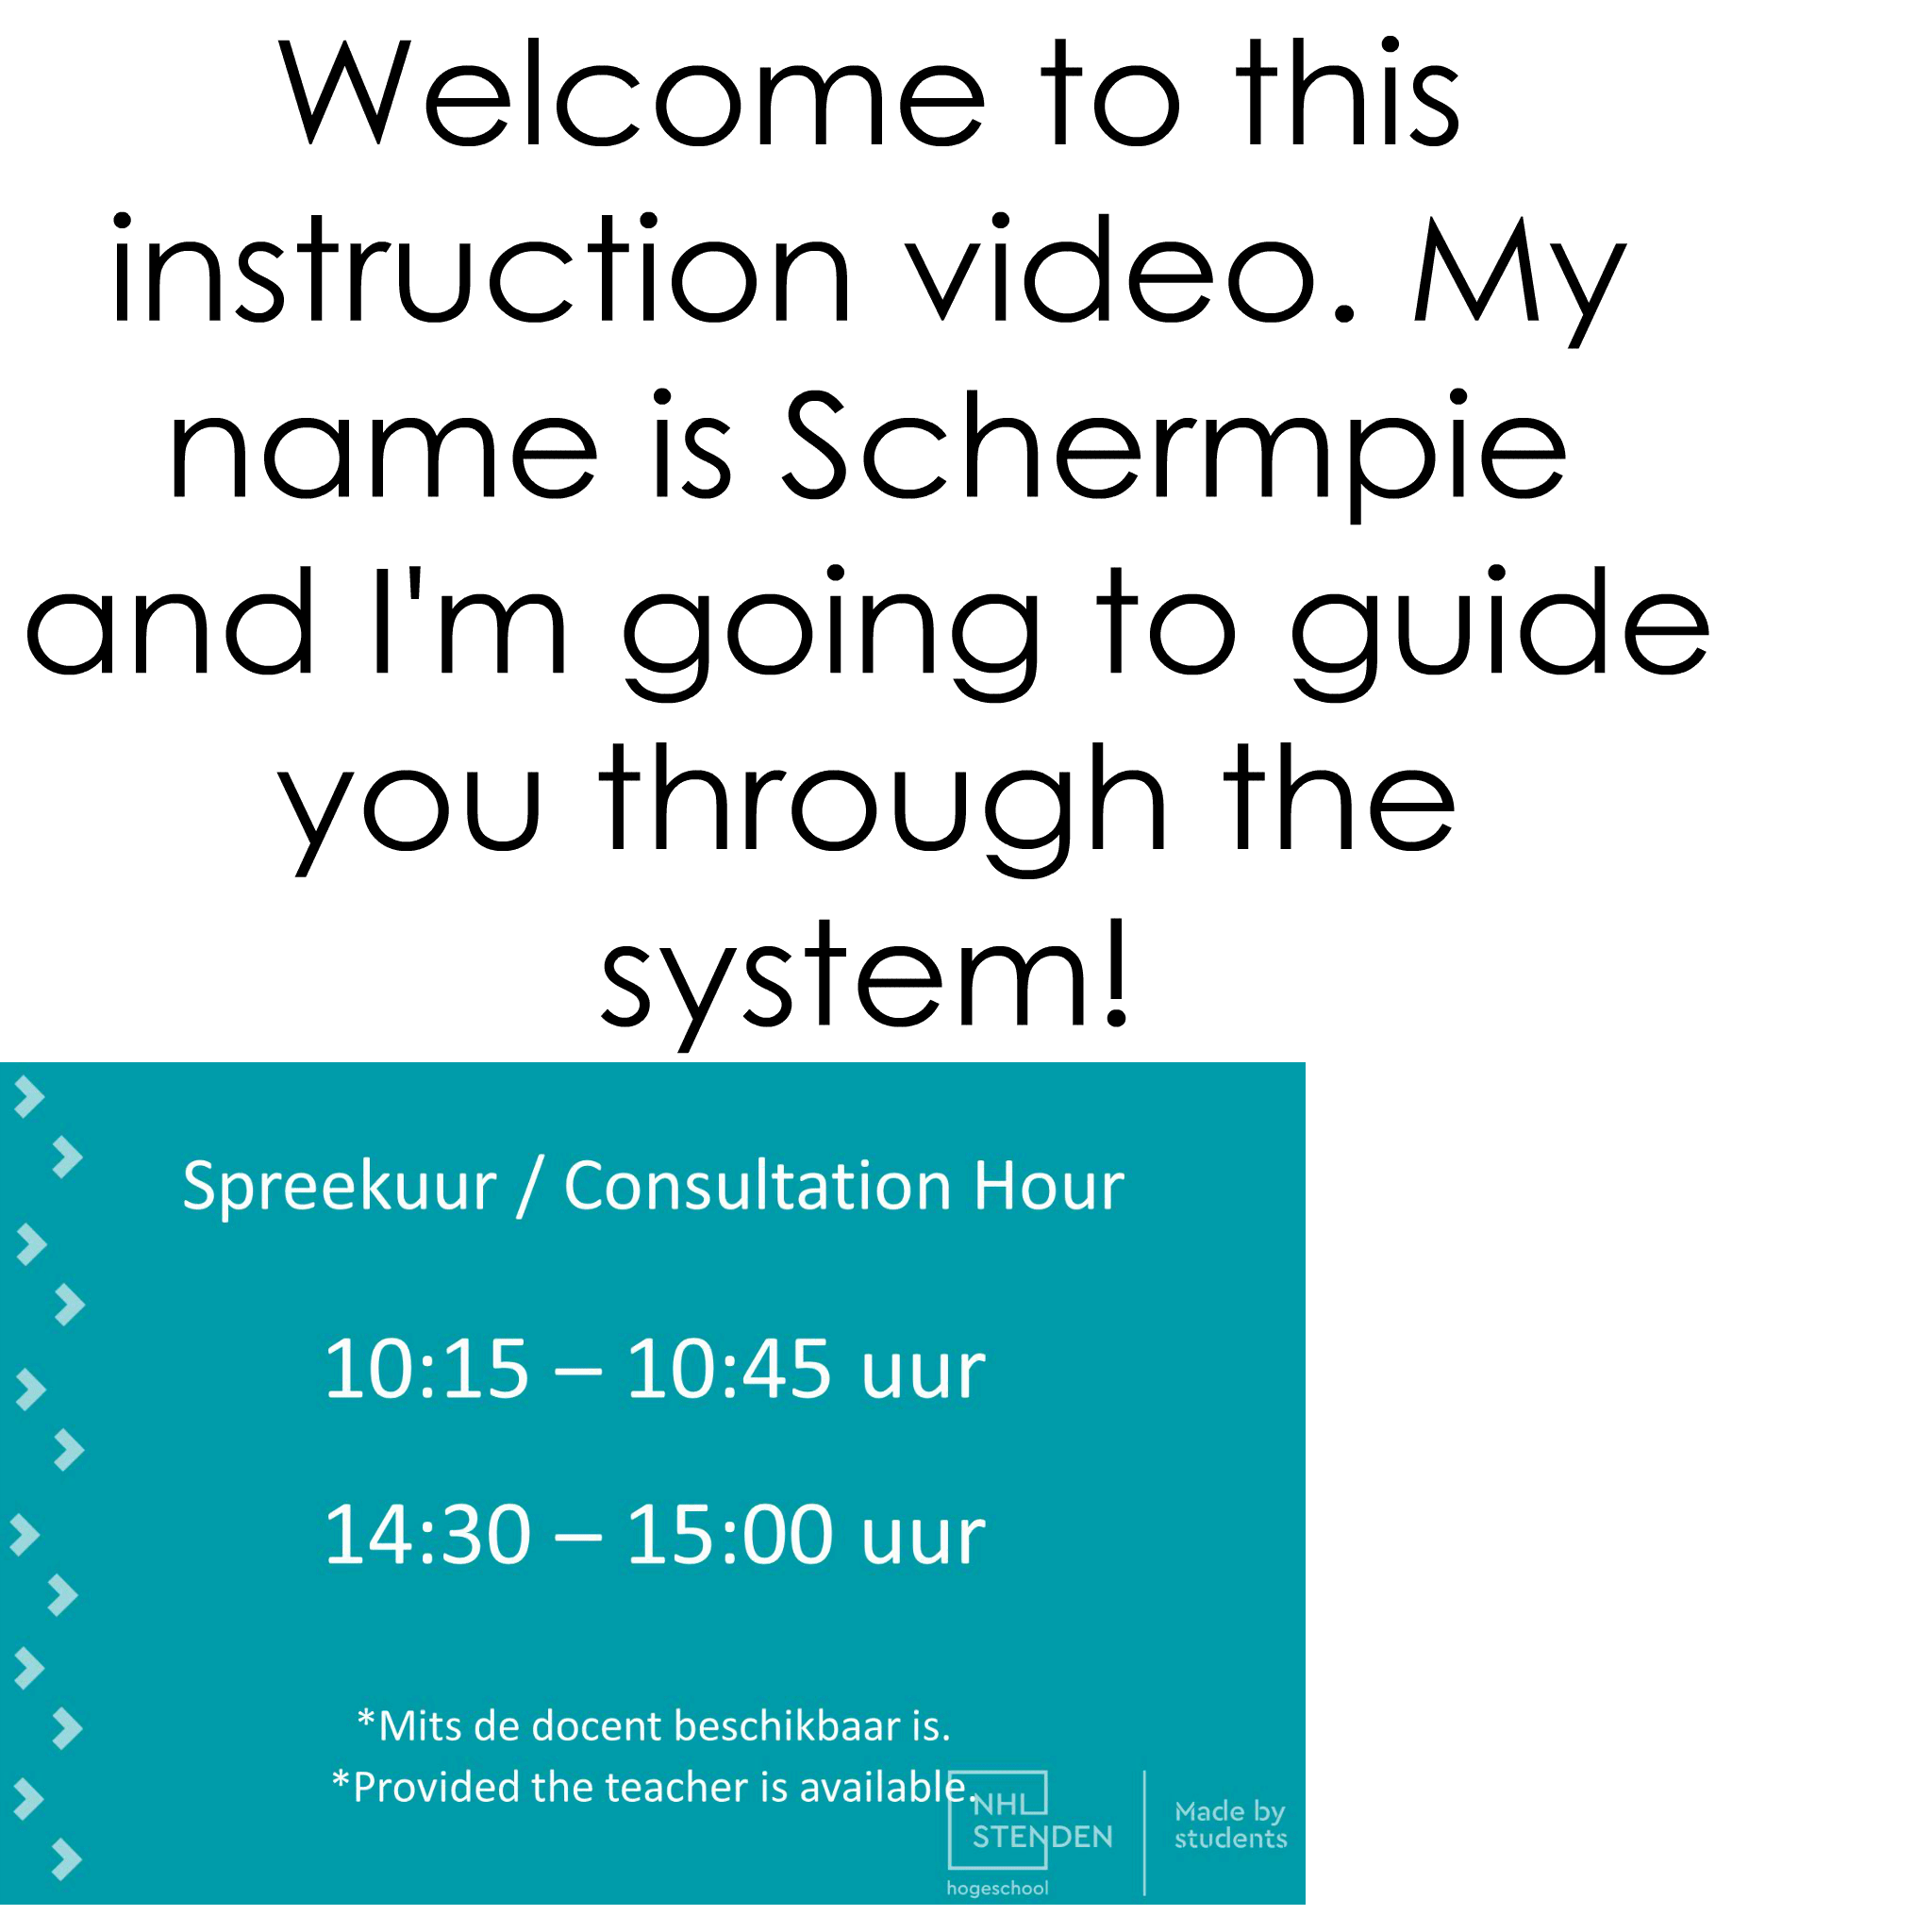 Welcome to this
instruction video. My
name is Schermpie
and I'm going to guide
you through the
system!
Spreekuur / Consultation Hour
10:15 – 10:45 uur
14:30 – 15:00 uur
*Mits de docent beschikbaar is.
*Provided the teacher is available.
NHL
STENDEN
hogeschool
Made by
students